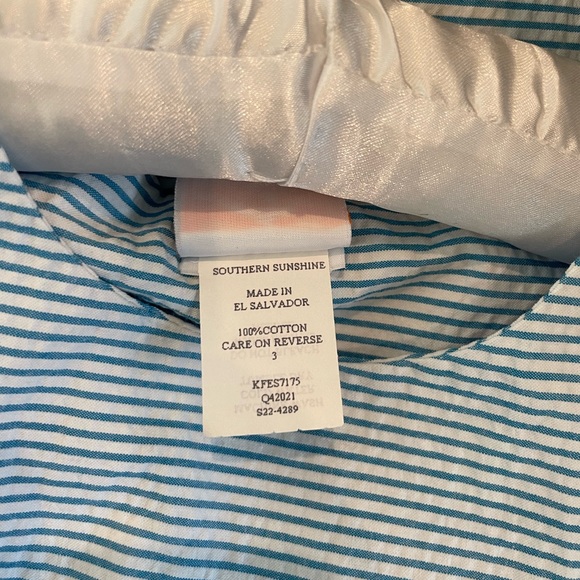 SOUTHERN SUNSHINE
MADE IN
EL SALVADOR
100%COTTON
CARE ON REVERSE
3
KFES7175
Q42021
S22-4289